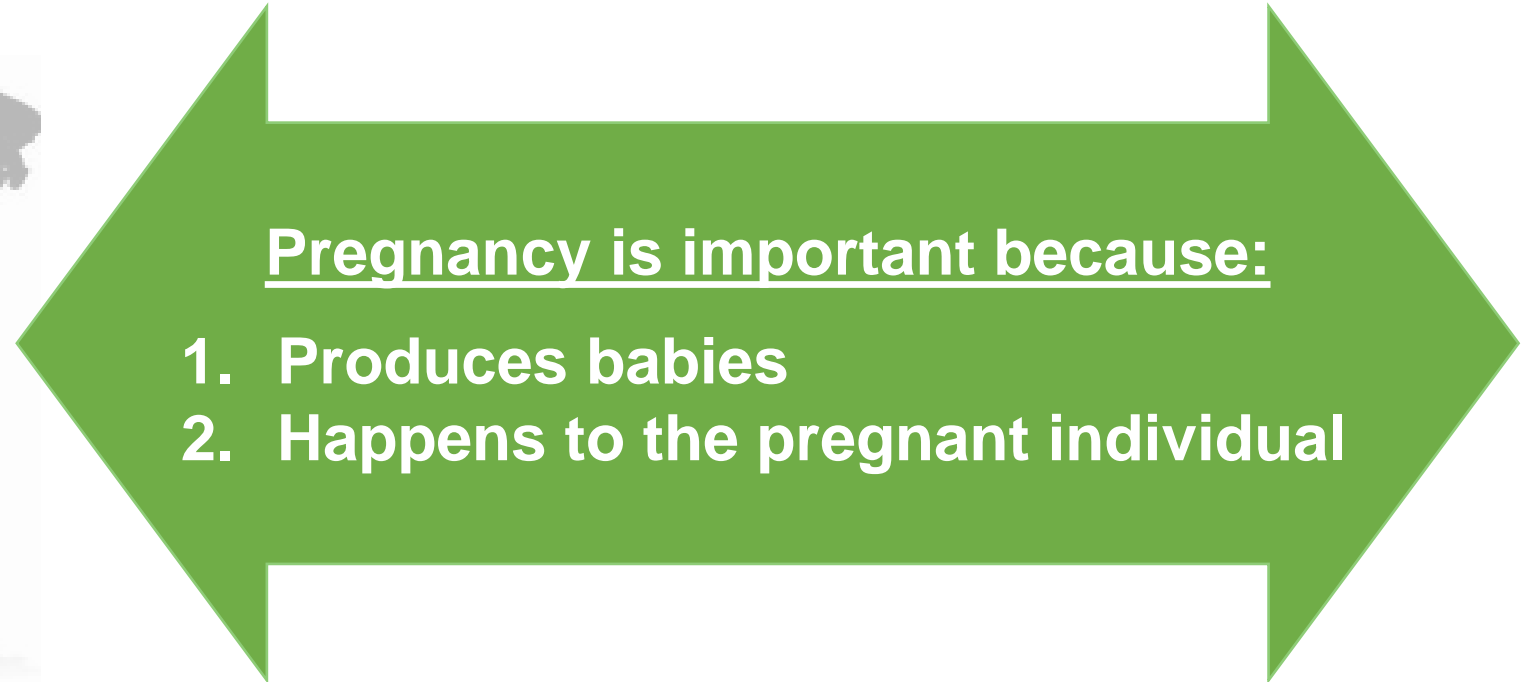 Pregnancy is important because:
1. Produces babies
2. Happens to the pregnant individual